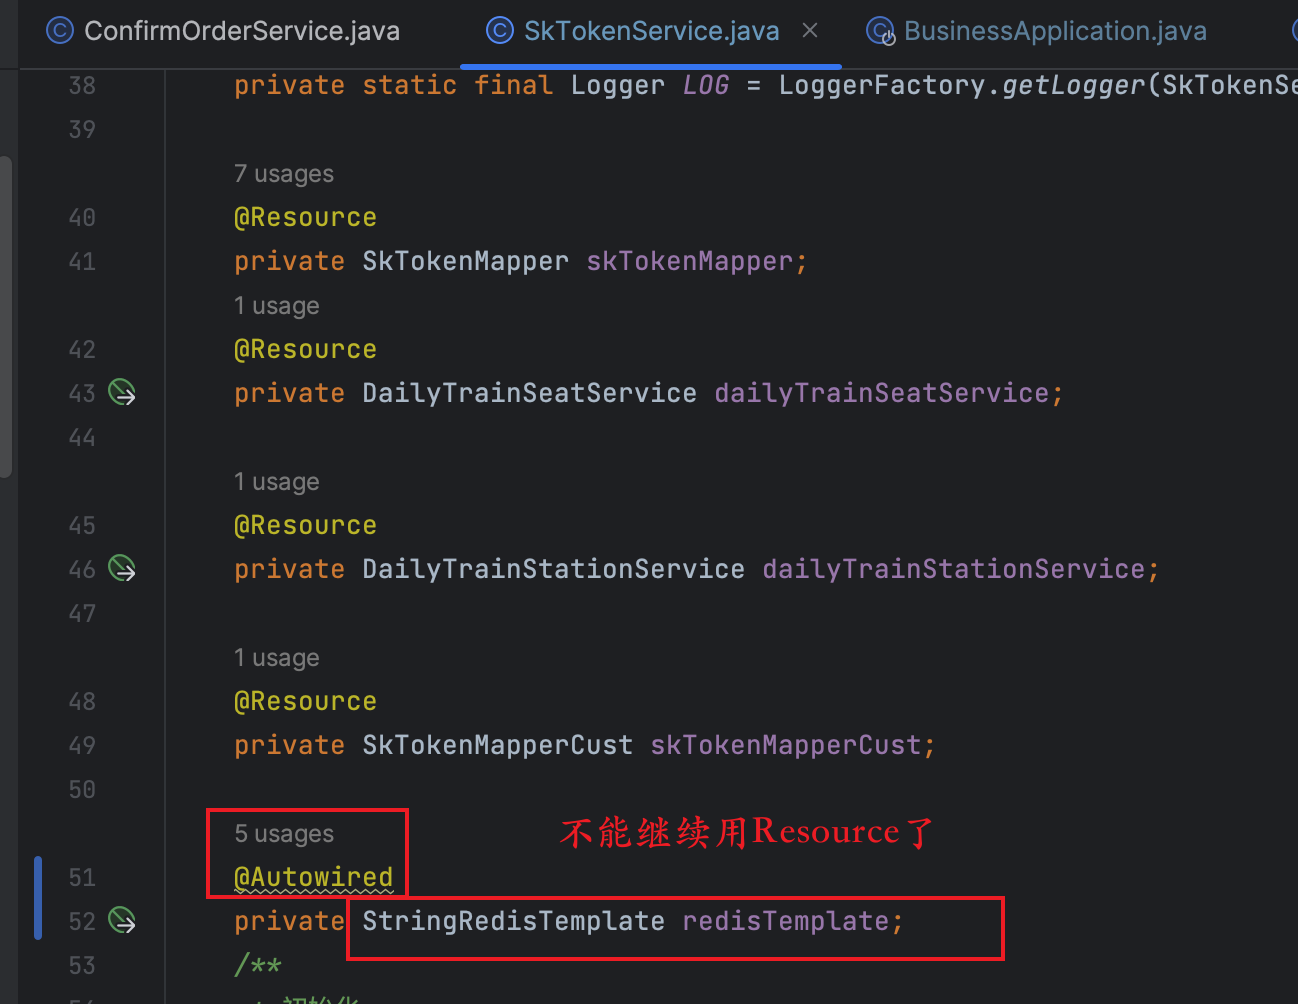 ConfirmOrderService.java SkTokenService.java BusinessApplication.java
38 private static final Logger LOG = LoggerFactory.getLogger(SkTokenSe
39
7 usages
40 @Resource
41 private SkTokenMapper skTokenMapper;
1 usage
42 @Resource
43 private DailyTrainSeatService dailyTrainSeatService;
44
1 usage
45 @Resource
46 private DailyTrainStationService dailyTrainStationService;
47
1 usage
48 @Resource
49 private SkTokenMapperCust skTokenMapperCust;
50
5 usages 不能继续用Resource了
51 @Autowired
52 private StringRedisTemplate redisTemplate;
53 /**